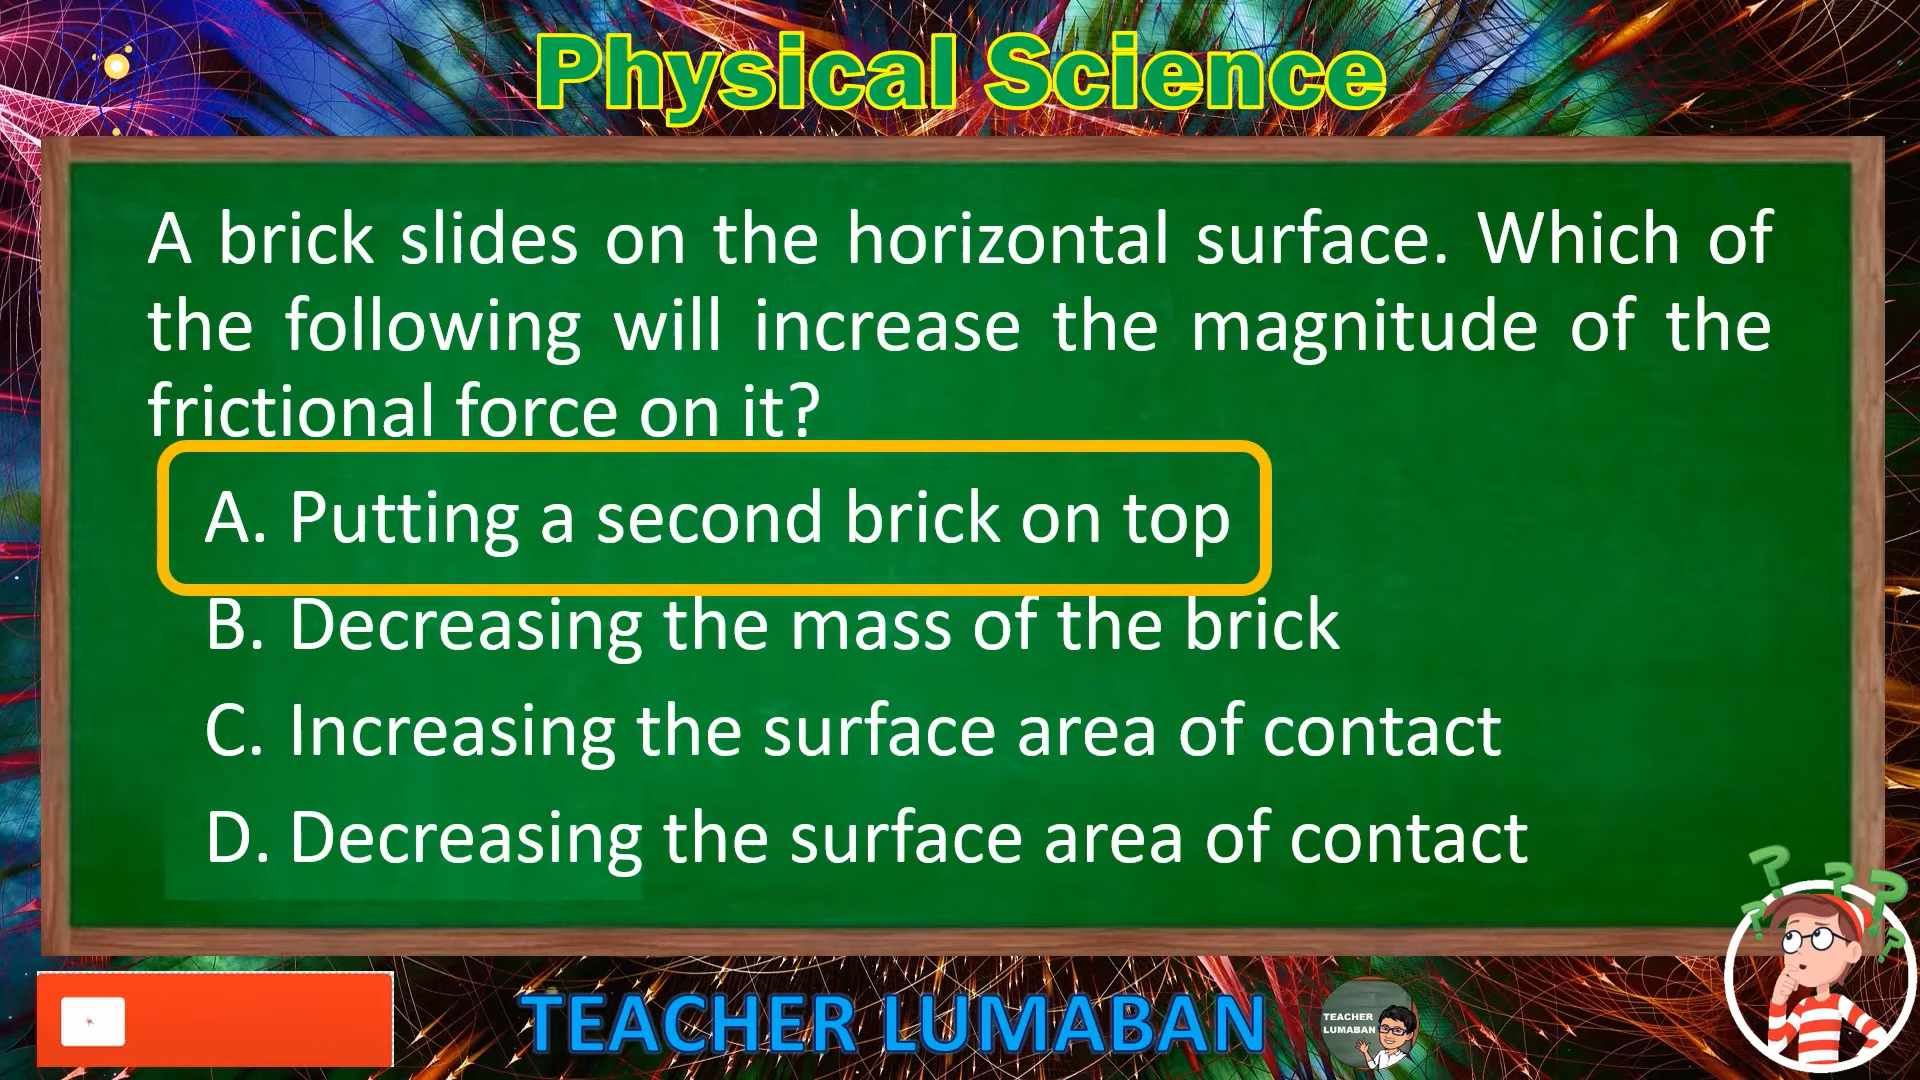 Physical Science
A brick slides on the horizontal surface. Which of
the following will increase the magnitude of the
frictional force on it?
A. Putting a second brick on top
B. Decreasing the mass of the brick
C. Increasing the surface area of contact
D. Decreasing the surface area of contact
TEACHER LUMABAN
TEACHER
LUMABAN